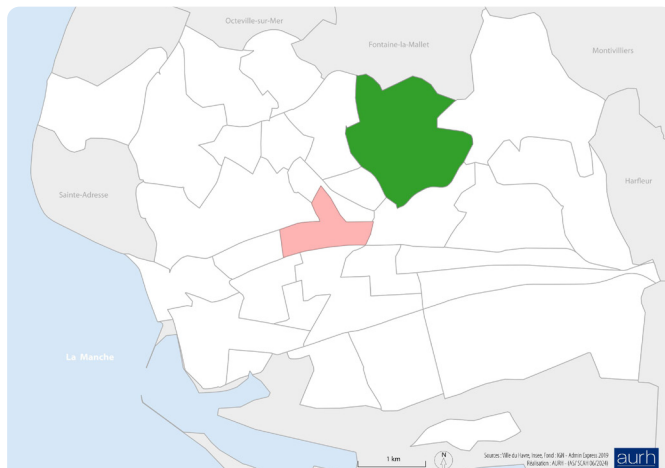 Octeville-sur-Mer
Fontaine-la-Mallet
Montivilliers
Sainte-Adresse
Harfleur
La Manche
1 km
N
Sources : Ville du Havre, Insee, Fond : IGN - Admin Express 2019
Réalisation : AURH - (AS/ SCAH 06/2024)
aurh